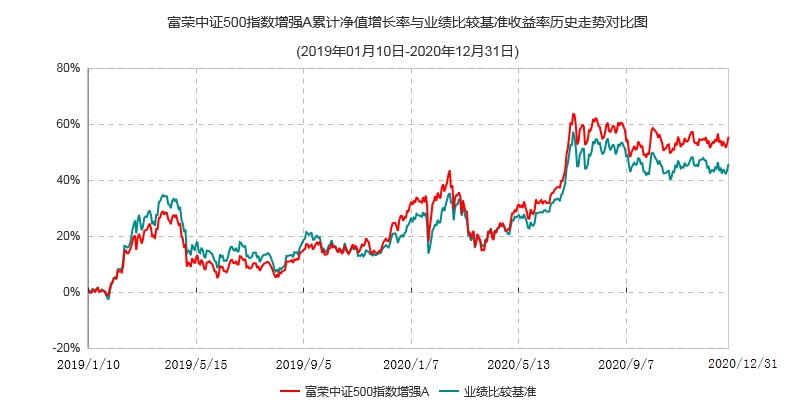 富荣中证500指数增强A累计净值增长率与业绩比较基准收益率历史走势对比图
(2019年01月10日-2020年12月31日)
80%
60%
40%
20%
0%
-20%
2019/1/10 2019/5/15 2019/9/5 2020/1/7 2020/5/13 2020/9/7 2020/12/31
富荣中证500指数增强A 业绩比较基准